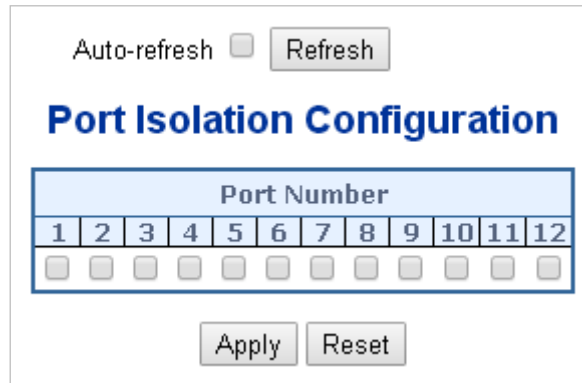 Auto-refresh Refresh
Port Isolation Configuration
Port Number
1 2 3 4 5 6 7 8 9 10 11 12
Apply Reset